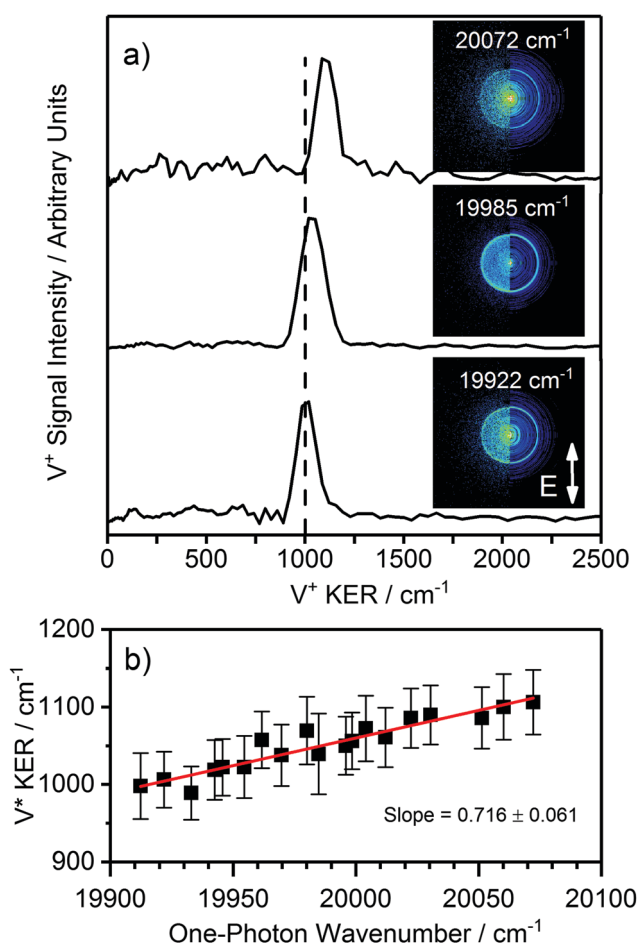 a)
20072 cm⁻¹
19985 cm⁻¹
19922 cm⁻¹
E
V⁺ Signal Intensity / Arbitrary Units
0 500 1000 1500 2000 2500
V⁺ KER / cm⁻¹
b)
1200
1100
1000
900
V* KER / cm⁻¹
Slope = 0.716 ± 0.061
19900 19950 20000 20050 20100
One-Photon Wavenumber / cm⁻¹